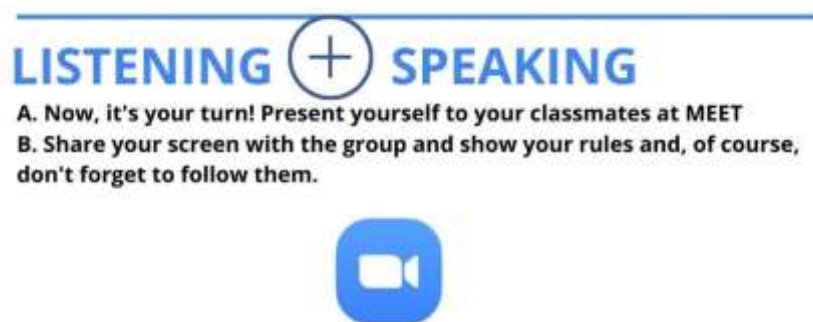 LISTENING + SPEAKING
A. Now, it's your turn! Present yourself to your classmates at MEET
B. Share your screen with the group and show your rules and, of course,
don't forget to follow them.